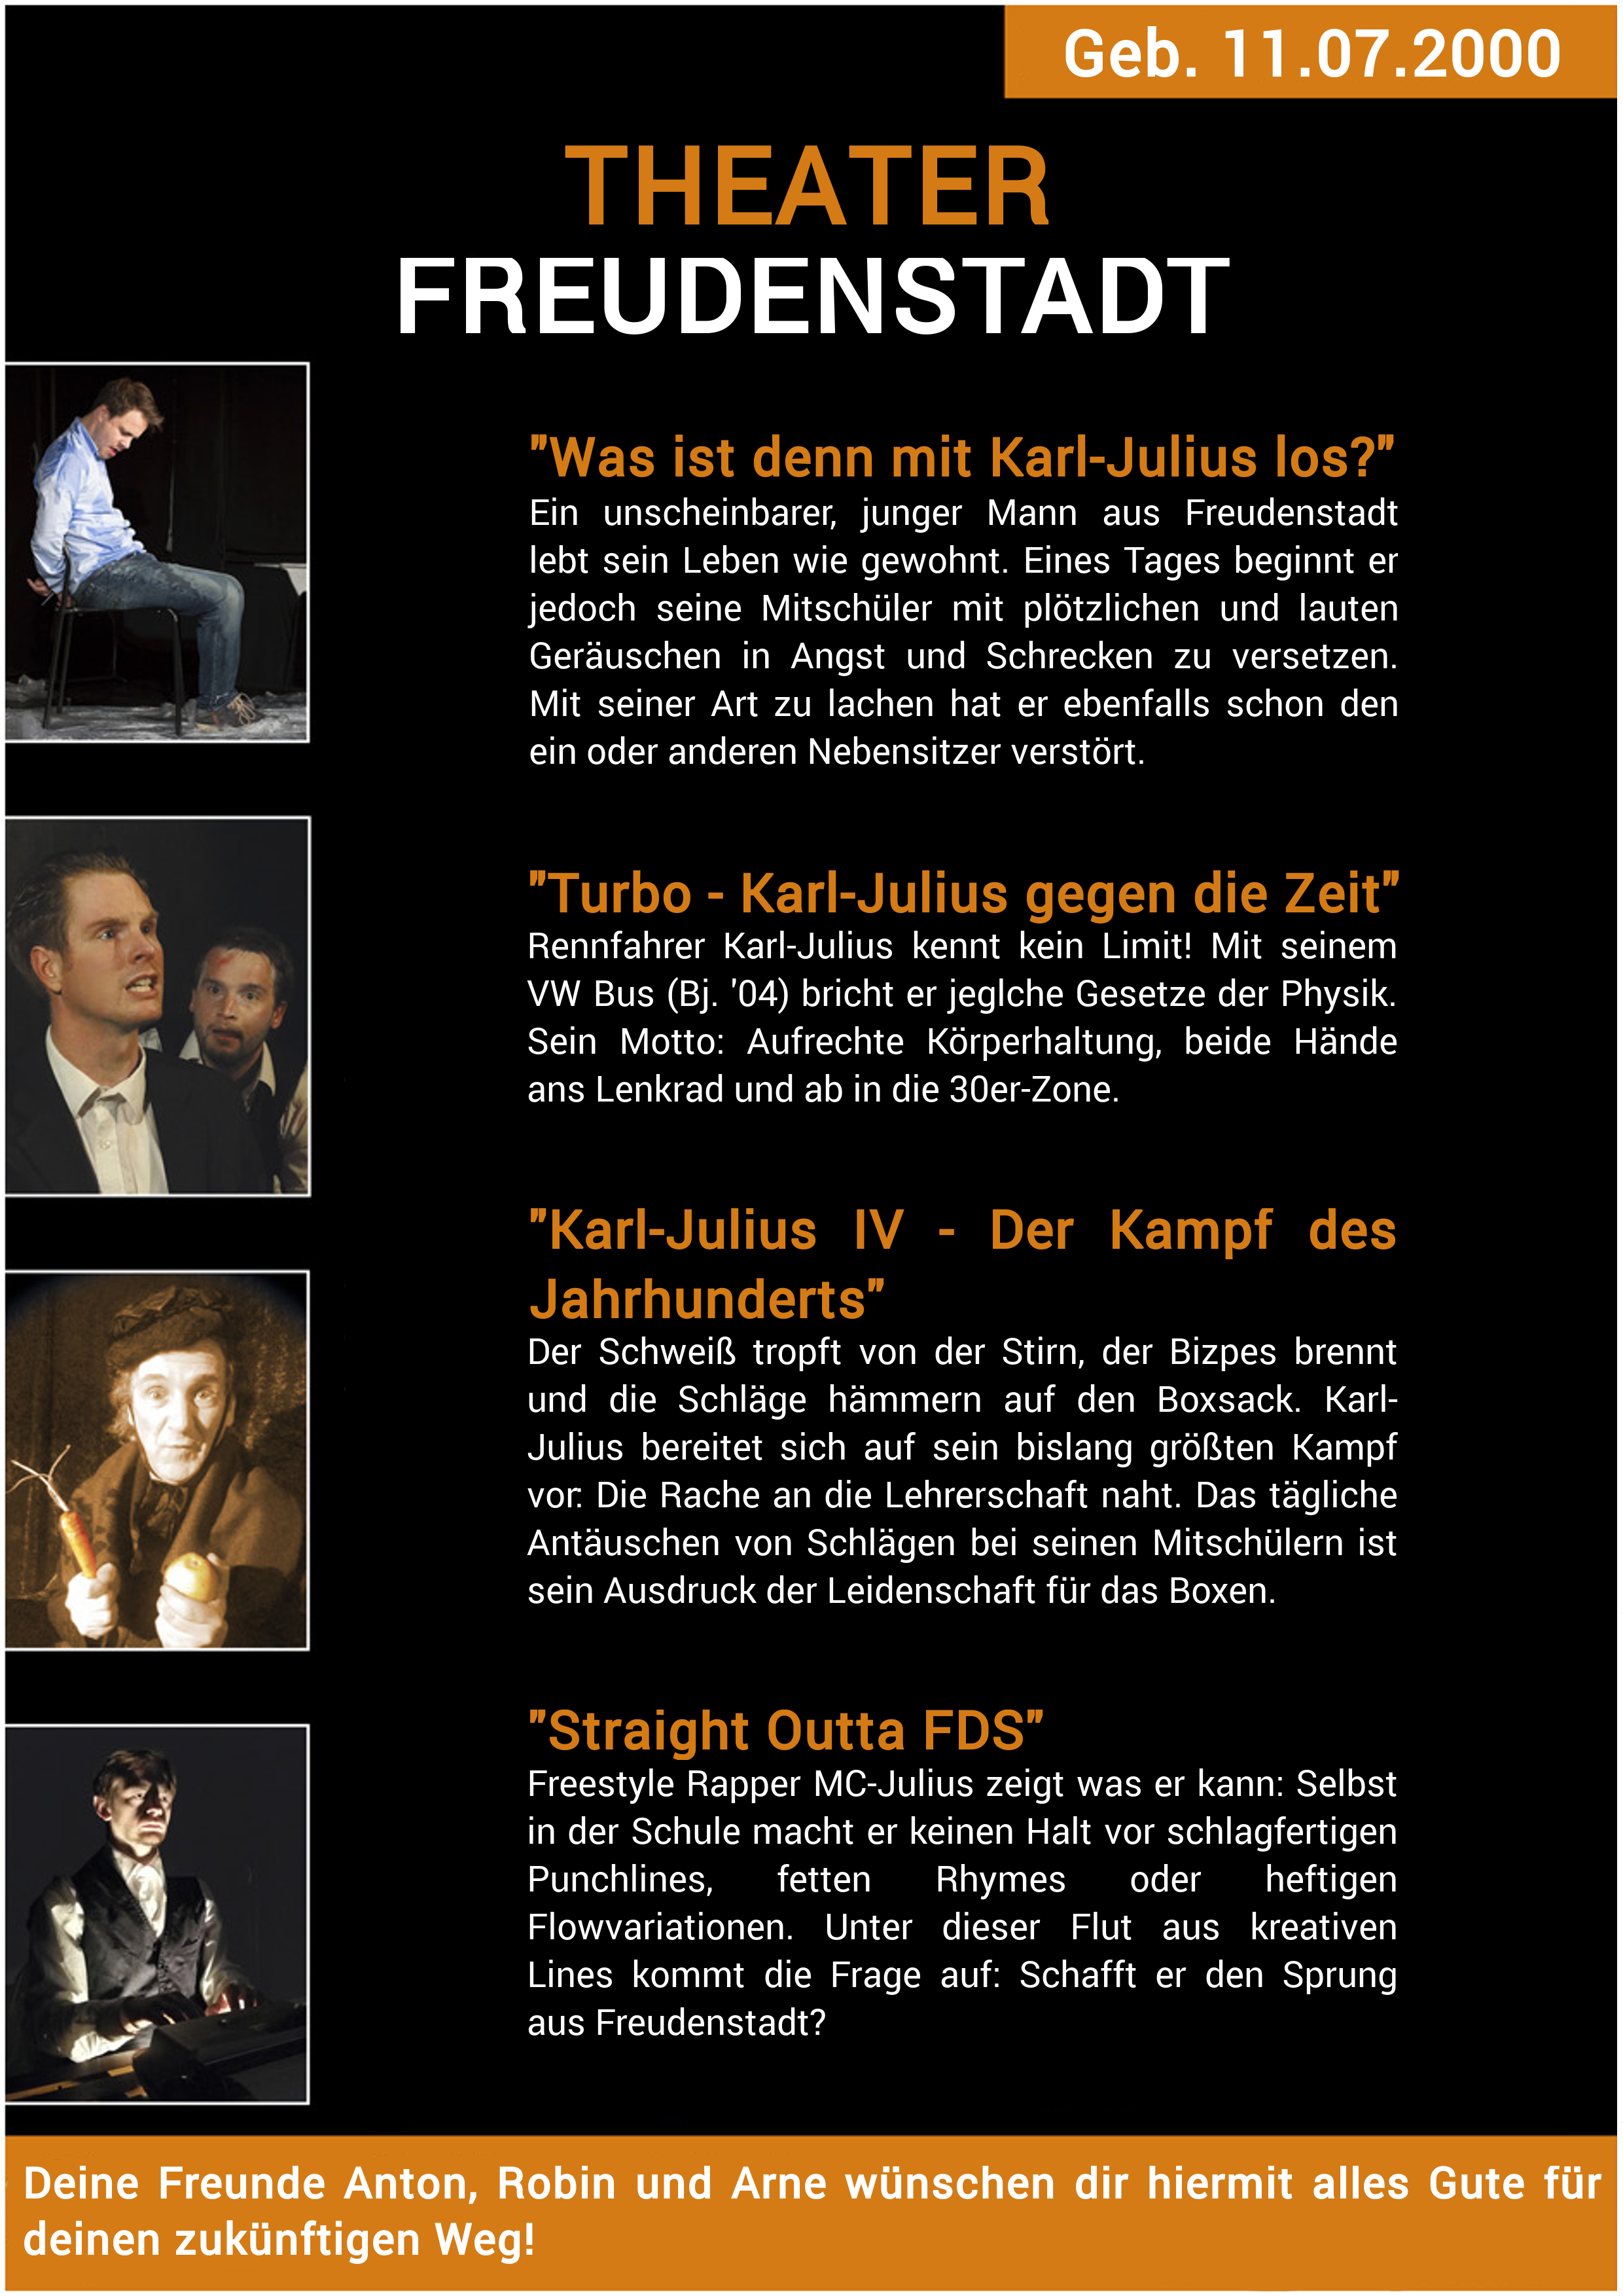 Geb. 11.07.2000
THEATER
FREUDENSTADT
"Was ist denn mit Karl-Julius los?"
Ein unscheinbarer, junger Mann aus Freudenstadt
lebt sein Leben wie gewohnt. Eines Tages beginnt er
jedoch seine Mitschüler mit plötzlichen und lauten
Geräuschen in Angst und Schrecken zu versetzen.
Mit seiner Art zu lachen hat er ebenfalls schon den
ein oder anderen Nebensitzer verstört.
"Turbo - Karl-Julius gegen die Zeit"
Rennfahrer Karl-Julius kennt kein Limit! Mit seinem
VW Bus (Bj. '04) bricht er jeglche Gesetze der Physik.
Sein Motto: Aufrechte Körperhaltung, beide Hände
ans Lenkrad und ab in die 30er-Zone.
"Karl-Julius IV - Der Kampf des
Jahrhunderts"
Der Schweiß tropft von der Stirn, der Bizpes brennt
und die Schläge hämmern auf den Boxsack. Karl-
Julius bereitet sich auf sein bislang größten Kampf
vor: Die Rache an die Lehrerschaft naht. Das tägliche
Antäuschen von Schlägen bei seinen Mitschülern ist
sein Ausdruck der Leidenschaft für das Boxen.
"Straight Outta FDS"
Freestyle Rapper MC-Julius zeigt was er kann: Selbst
in der Schule macht er keinen Halt vor schlagfertigen
Punchlines, fetten Rhymes oder heftigen
Flowvariationen. Unter dieser Flut aus kreativen
Lines kommt die Frage auf: Schafft er den Sprung
aus Freudenstadt?
Deine Freunde Anton, Robin und Arne wünschen dir hiermit alles Gute für
deinen zukünftigen Weg!